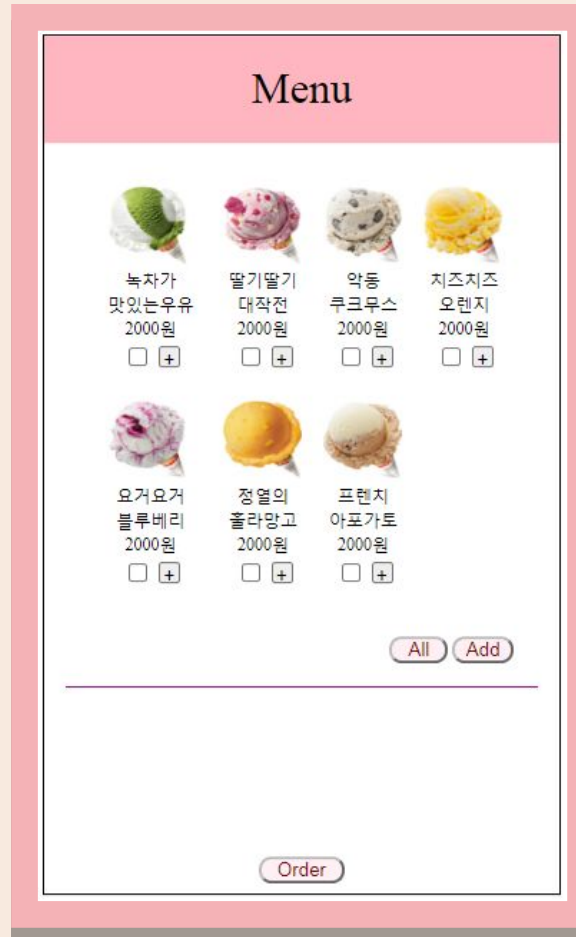 Menu
녹차가
맛있는우유
2000원
+
딸기딸기
대작전
2000원
+
악동
쿠크무스
2000원
+
치즈치즈
오렌지
2000원
+
요거요거
블루베리
2000원
+
정열의
홀라망고
2000원
+
프렌치
아포가토
2000원
+
All Add
Order